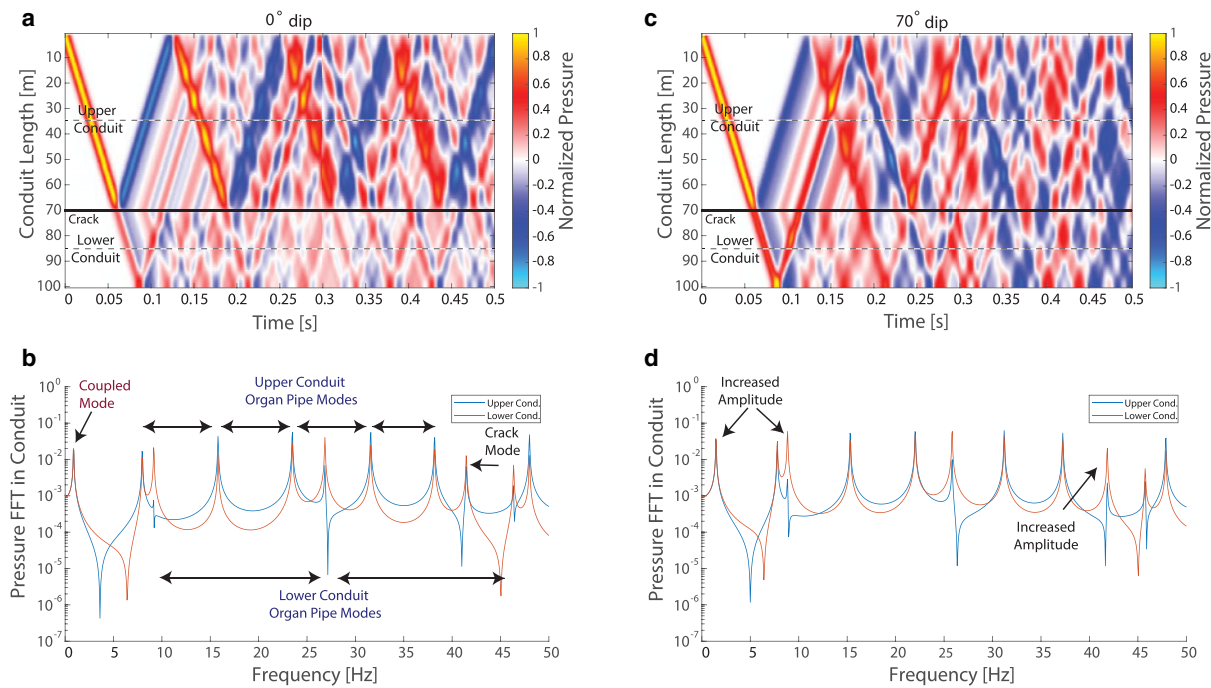 a
0° dip
Conduit Length [m]
10
20
30
40
50
60
70
80
90
100
Upper
Conduit
Crack
Lower
Conduit
0
0.05
0.1
0.15
0.2
0.25
0.3
0.35
0.4
0.45
0.5
Time [s]
1
0.8
0.6
0.4
0.2
0
-0.2
-0.4
-0.6
-0.8
-1
Normalized Pressure
c
70° dip
Conduit Length [m]
10
20
30
40
50
60
70
80
90
100
Upper
Conduit
Crack
Lower
Conduit
0
0.05
0.1
0.15
0.2
0.25
0.3
0.35
0.4
0.45
0.5
Time [s]
1
0.8
0.6
0.4
0.2
0
-0.2
-0.4
-0.6
-0.8
-1
Normalized Pressure
b
Pressure FFT in Conduit
10^0
10^-1
10^-2
10^-3
10^-4
10^-5
10^-6
10^-7
Coupled
Mode
Upper Conduit
Organ Pipe Modes
Upper Cond.
Lower Cond.
Crack
Mode
Lower Conduit
Organ Pipe Modes
0
5
10
15
20
25
30
35
40
45
50
Frequency [Hz]
d
Pressure FFT in Conduit
10^0
10^-1
10^-2
10^-3
10^-4
10^-5
10^-6
10^-7
Increased
Amplitude
Upper Cond.
Lower Cond.
Increased
Amplitude
0
5
10
15
20
25
30
35
40
45
50
Frequency [Hz]